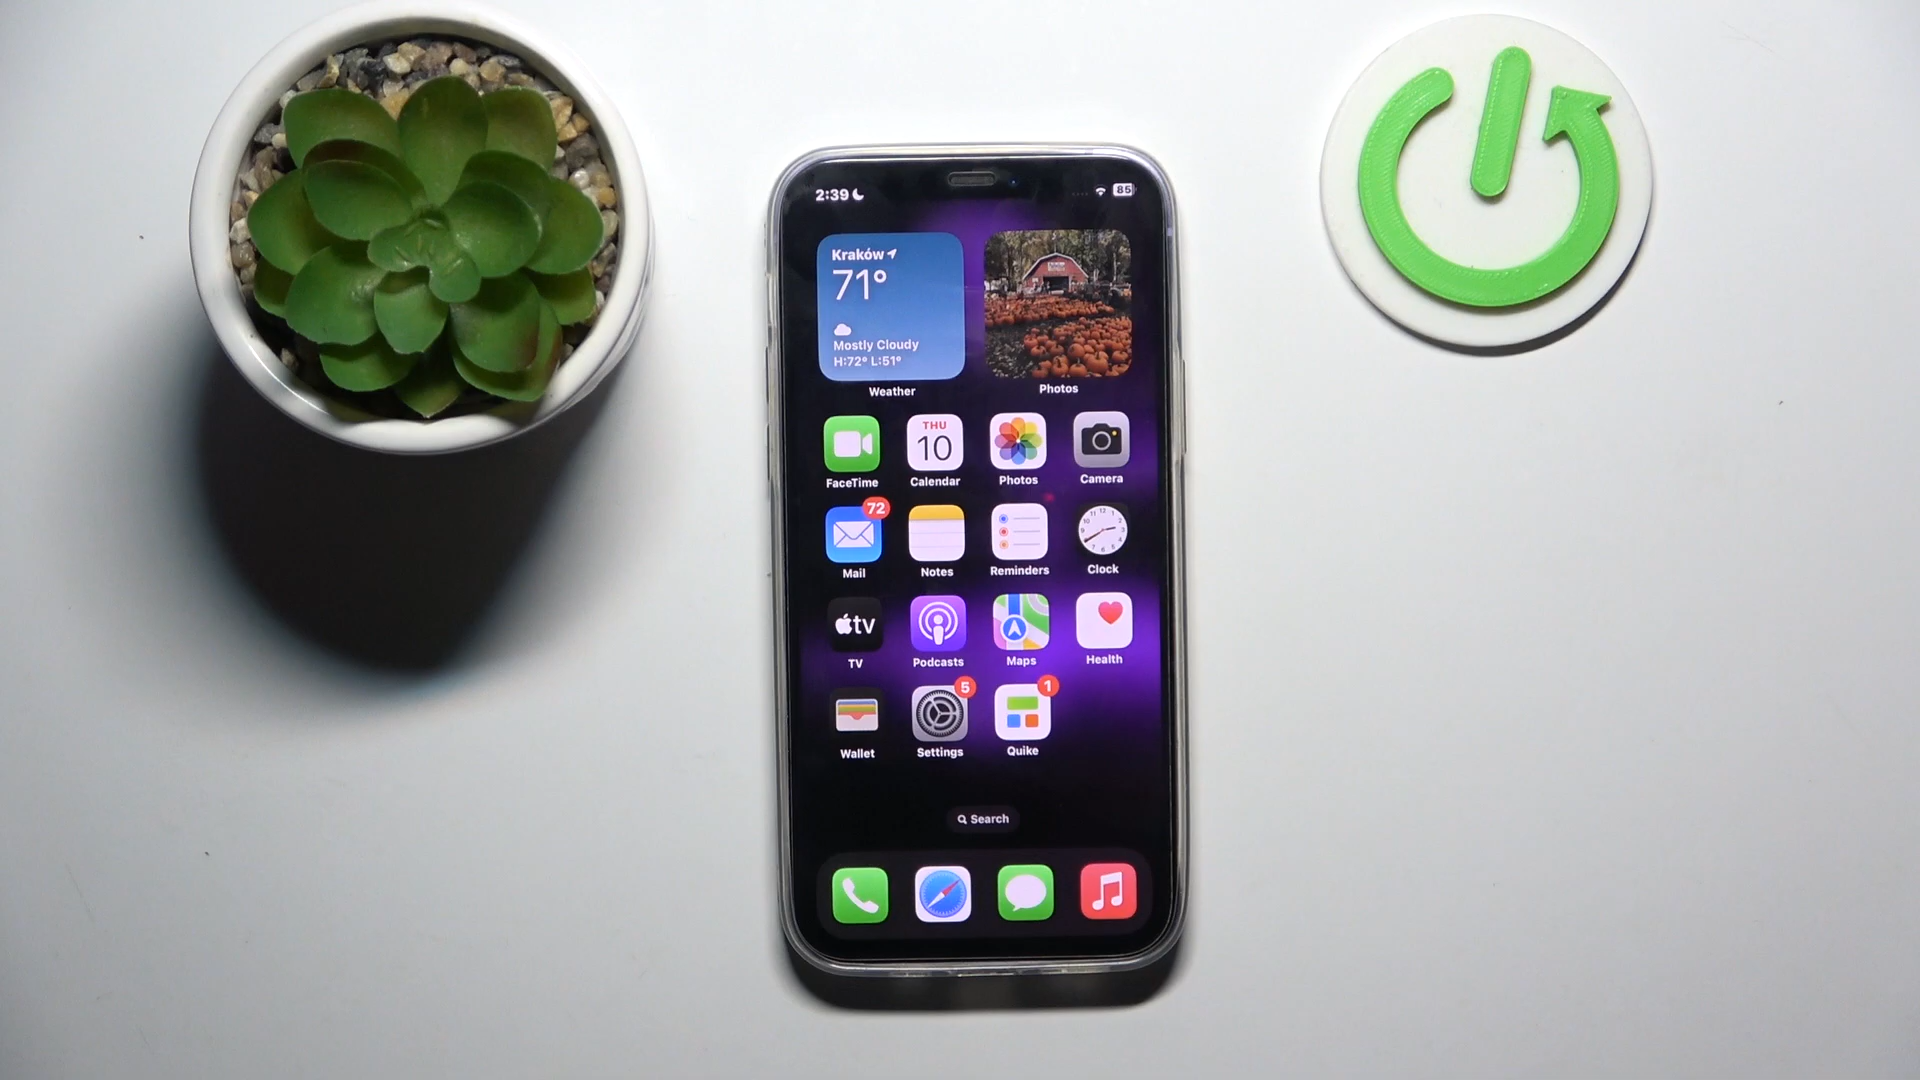 2:39
85
Kraków
71°
Mostly Cloudy
H:72° L:51°
Weather
Photos
THU
10
FaceTime
Calendar
Photos
Camera
72
Mail
Notes
Reminders
Clock
tv
TV
Podcasts
Maps
Health
5
1
Wallet
Settings
Quike
Search